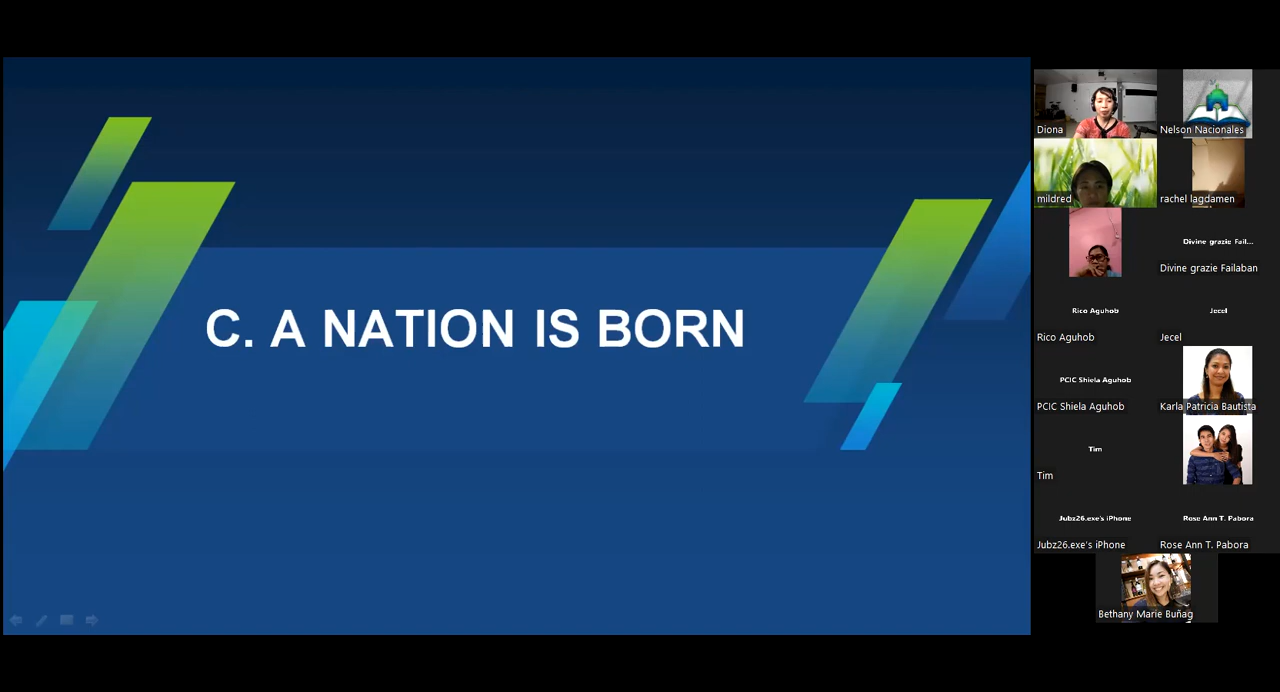 C. A NATION IS BORN
Diona
Nelson Nacionales
mildred
rachel lagdamen
Divine grazie Fail...
Divine grazie Failaban
Rico Aguhob
Jecel
Rico Aguhob
Jecel
PCIC Shiela Aguhob
PCIC Shiela Aguhob
Karla Patricia Bautista
Tim
Tim
Jubz26.exe's iPhone
Rose Ann T. Pabora
Jubz26.exe's iPhone
Rose Ann T. Pabora
Bethany Marie Buñag